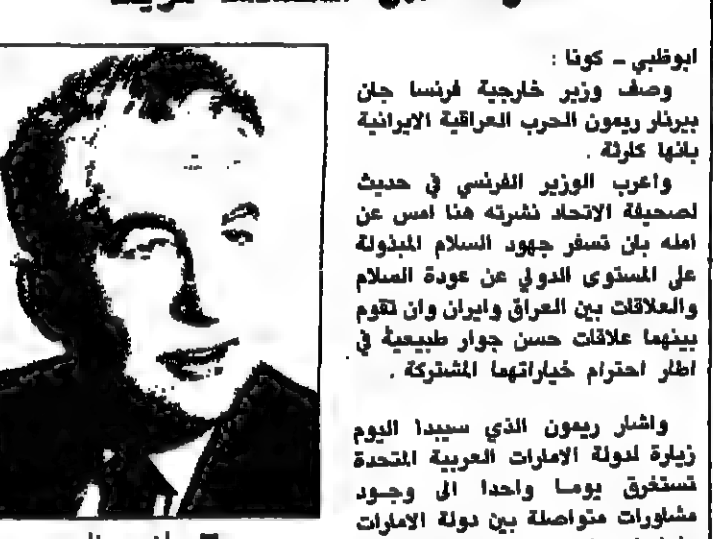 ابوظبي - كونا :
وصف وزير خارجية فرنسا جان
بيرنار ريمون الحرب العراقية الايرانية
بانها كارثة .
واعرب الوزير الفرنسي في حديث
لصحيفة الاتحاد نشرته هنا امس عن
امله بان تسفر جهود السلام المبذولة
على المستوى الدولي عن عودة السلام
والعلاقات بين العراق وايران وان تقوم
بينهما علاقات حسن جوار طبيعية في
اطار احترام خياراتهما المشتركة .
واشار ريمون الذي سيبدا اليوم
زيارة لدولة الامارات العربية المتحدة
تستغرق يوما واحدا الى وجود
مشاورات متواصلة بين دولة الامارات